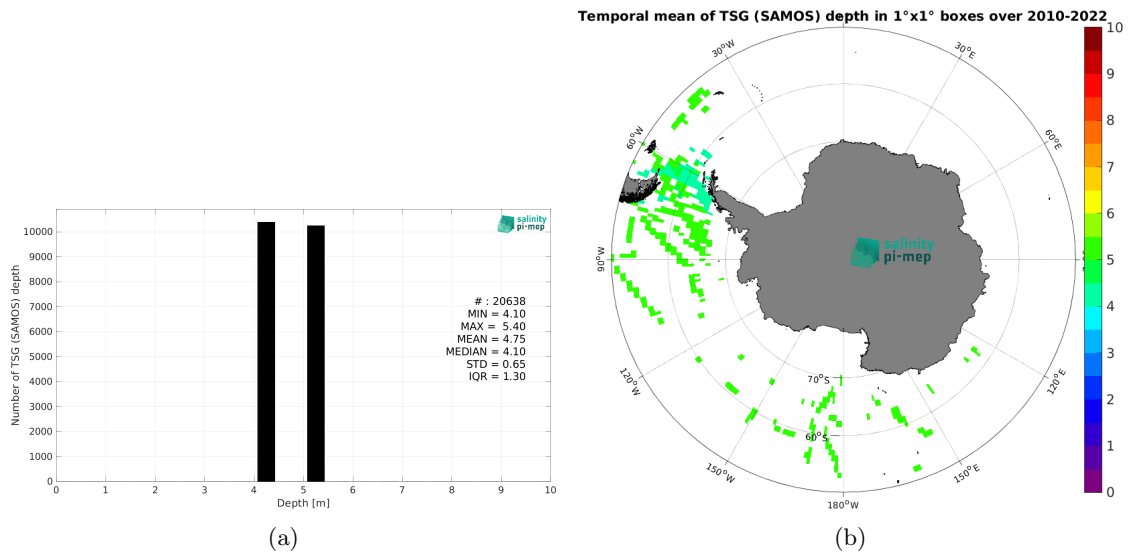 Number of TSG (SAMOS) depth
10000
9000
8000
7000
6000
5000
4000
3000
2000
1000
0
0 1 2 3 4 5 6 7 8 9 10
Depth [m]
salinity
pi-mep
# : 20638
MIN = 4.10
MAX = 5.40
MEAN = 4.75
MEDIAN = 4.10
STD = 0.65
IQR = 1.30
(a)
Temporal mean of TSG (SAMOS) depth in 1°x1° boxes over 2010-2022
30°W
30°E
60°W
60°E
90°W
120°W
120°E
150°W
150°E
180°W
70°S
60°S
salinity
pi-mep
10
9
8
7
6
5
4
3
2
1
0
(b)